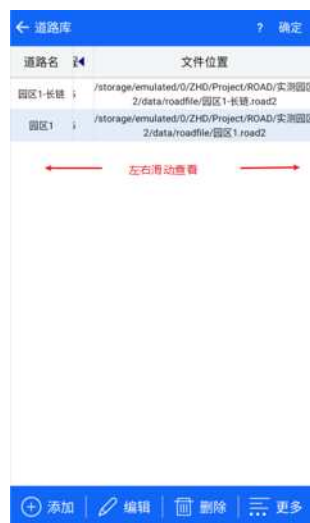 ← 道路库 ? 确定
道路名 文件位置
园区1-长链 /storage/emulated/0/ZHD/Project/ROAD/实测园区
2/data/roadfile/园区1-长链.road2
园区1 /storage/emulated/0/ZHD/Project/ROAD/实测园区
2/data/roadfile/园区1.road2
左右滑动查看
添加 编辑 删除 更多